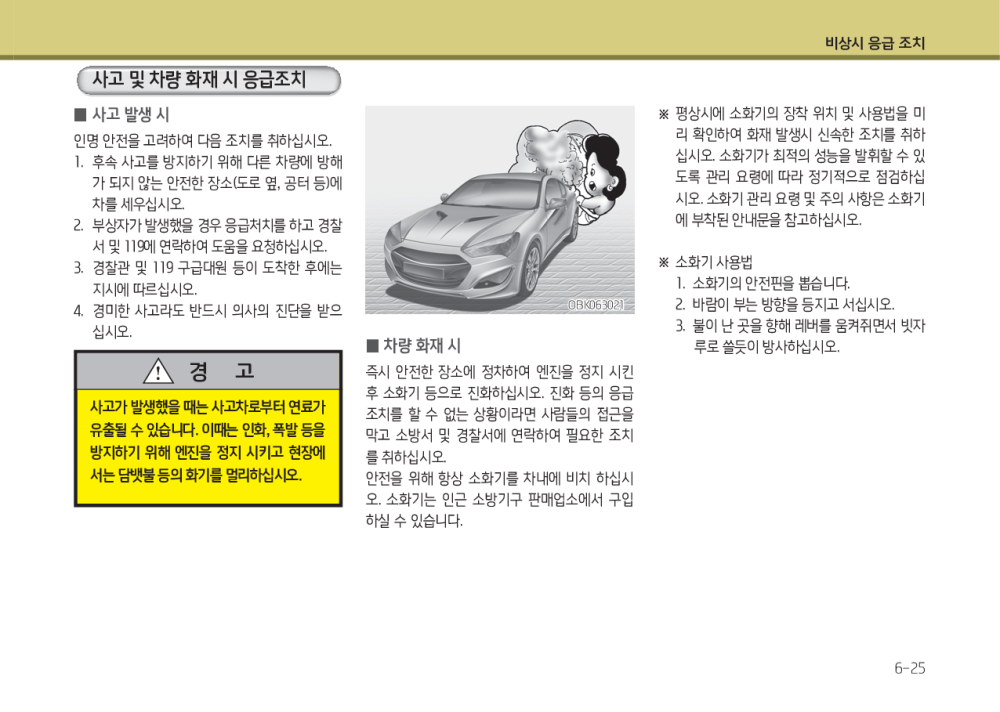 비상시 응급 조치
사고 및 차량 화재 시 응급조치
■ 사고 발생 시
인명 안전을 고려하여 다음 조치를 취하십시오.
1. 후속 사고를 방지하기 위해 다른 차량에 방해
가 되지 않는 안전한 장소(도로 옆, 공터 등)에
차를 세우십시오.
2. 부상자가 발생했을 경우 응급처치를 하고 경찰
서 및 119에 연락하여 도움을 요청하십시오.
3. 경찰관 및 119 구급대원 등이 도착한 후에는
지시에 따르십시오.
4. 경미한 사고라도 반드시 의사의 진단을 받으
십시오.
경 고
사고가 발생했을 때는 사고차로부터 연료가
유출될 수 있습니다. 이때는 인화, 폭발 등을
방지하기 위해 엔진을 정지 시키고 현장에
서는 담뱃불 등의 화기를 멀리하십시오.
OBK063021
■ 차량 화재 시
즉시 안전한 장소에 정차하여 엔진을 정지 시킨
후 소화기 등으로 진화하십시오. 진화 등의 응급
조치를 할 수 없는 상황이라면 사람들의 접근을
막고 소방서 및 경찰서에 연락하여 필요한 조치
를 취하십시오.
안전을 위해 항상 소화기를 차내에 비치 하십시
오. 소화기는 인근 소방기구 판매업소에서 구입
하실 수 있습니다.
※ 평상시에 소화기의 장착 위치 및 사용법을 미
리 확인하여 화재 발생시 신속한 조치를 취하
십시오. 소화기가 최적의 성능을 발휘할 수 있
도록 관리 요령에 따라 정기적으로 점검하십
시오. 소화기 관리 요령 및 주의 사항은 소화기
에 부착된 안내문을 참고하십시오.
※ 소화기 사용법
1. 소화기의 안전핀을 뽑습니다.
2. 바람이 부는 방향을 등지고 서십시오.
3. 불이 난 곳을 향해 레버를 움켜쥐면서 빗자
루로 쓸듯이 방사하십시오.
6-25